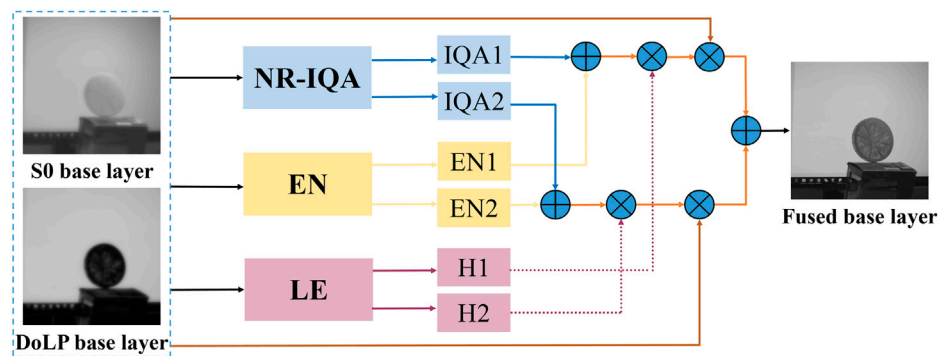 S0 base layer
DoLP base layer
NR-IQA
EN
LE
IQA1
IQA2
EN1
EN2
H1
H2
Fused base layer